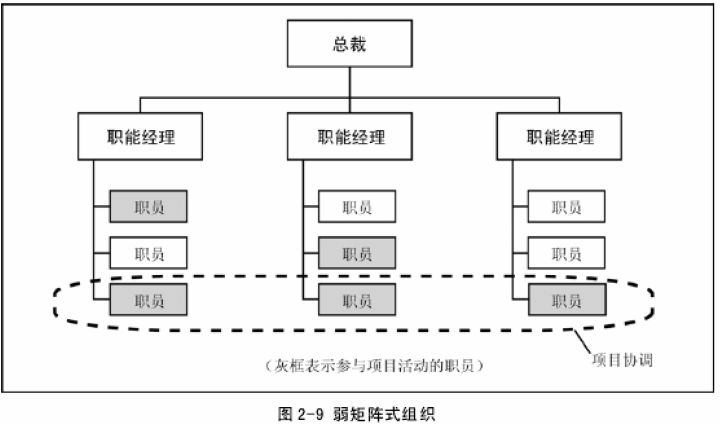 总裁
职能经理 职能经理 职能经理
职员 职员 职员
职员 职员 职员
职员 职员 职员
项目协调
（灰框表示参与项目活动的职员）
图2-9 弱矩阵式组织